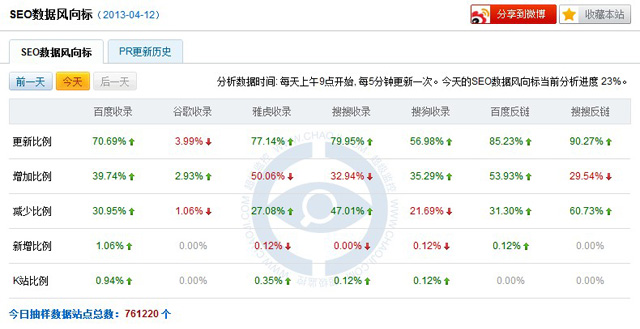 SEO数据风向标（2013-04-12） 分享到微博 收藏本站
SEO数据风向标 PR更新历史
前一天 今天 后一天 分析数据时间: 每天上午9点开始, 每5分钟更新一次。今天的SEO数据风向标当前分析进度 23%。
百度收录 谷歌收录 雅虎收录 搜搜收录 搜狗收录 百度反链 搜搜反链
更新比例 70.69% 3.99% 77.14% 79.95% 56.98% 85.23% 90.27%
增加比例 39.74% 2.93% 50.06% 32.94% 35.29% 53.93% 29.54%
减少比例 30.95% 1.06% 27.08% 47.01% 21.69% 31.30% 60.73%
新增比例 1.06% 0.00% 0.12% 0.00% 0.12% 0.12% 0.00%
K站比例 0.94% 0.00% 0.35% 0.12% 0.12% 0.00% 0.00%
今日抽样数据站点总数: 761220 个